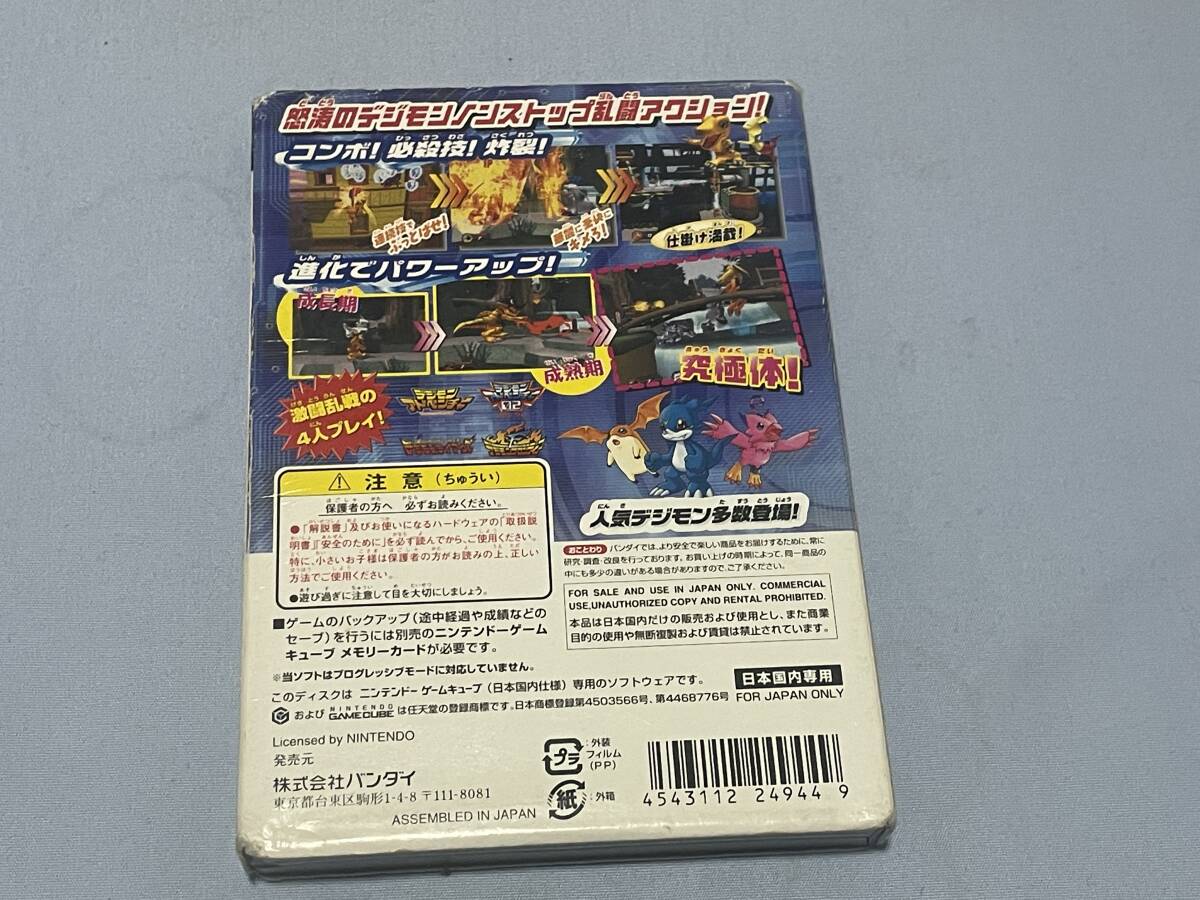 怒涛のデジモンノンストップ乱闘アクション!
コンボ! 必殺技! 炸裂!
連続技で
ぶっとばせ!
華麗に美しく
キメろ!
仕掛け満載!
進化でパワーアップ!
成長期
成熟期
究極体!
激闘乱戦の
4人プレイ!
人気デジモン多数登場!
注意(ちゅうい)
保護者の方へ 必ずお読みください。
●「解説書」及びお使いになるハードウェアの「取扱説
明書」「安全のために」を必ず読んでから、ご使用ください。
特に、小さいお子様は保護者の方がお読みの上、正しい
方法でご使用ください。
●遊び過ぎに注意して目を大切にしましょう。
おことわり バンダイでは、より安全で楽しい商品をお届けするために、常に
研究・調査・改良を行っております。お買い上げの時期によって、同一商品の
中にも多少の違いがある場合がありますので、ご了承ください。
FOR SALE AND USE IN JAPAN ONLY. COMMERCIAL
USE,UNAUTHORIZED COPY AND RENTAL PROHIBITED.
本品は日本国内だけの販売および使用とし、また商業
目的の使用や無断複製および賃貸は禁止されています。
■ゲームのバックアップ(途中経過や成績などの
セーブ)を行うには別売のニンテンドーゲーム
キューブ メモリーカードが必要です。
※当ソフトはプログレッシブモードに対応していません。
このディスクは ニンテンドーゲームキューブ(日本国内仕様)専用のソフトウェアです。
および NINTENDO GAMECUBE は任天堂の登録商標です。日本商標登録第4503566号、第4468776号
日本国内専用
FOR JAPAN ONLY
Licensed by NINTENDO
発売元
株式会社バンダイ
東京都台東区駒形1-4-8 〒111-8081
ASSEMBLED IN JAPAN
プラ
:外装
フィルム
(PP)
紙
:外箱
4543112 24944 9